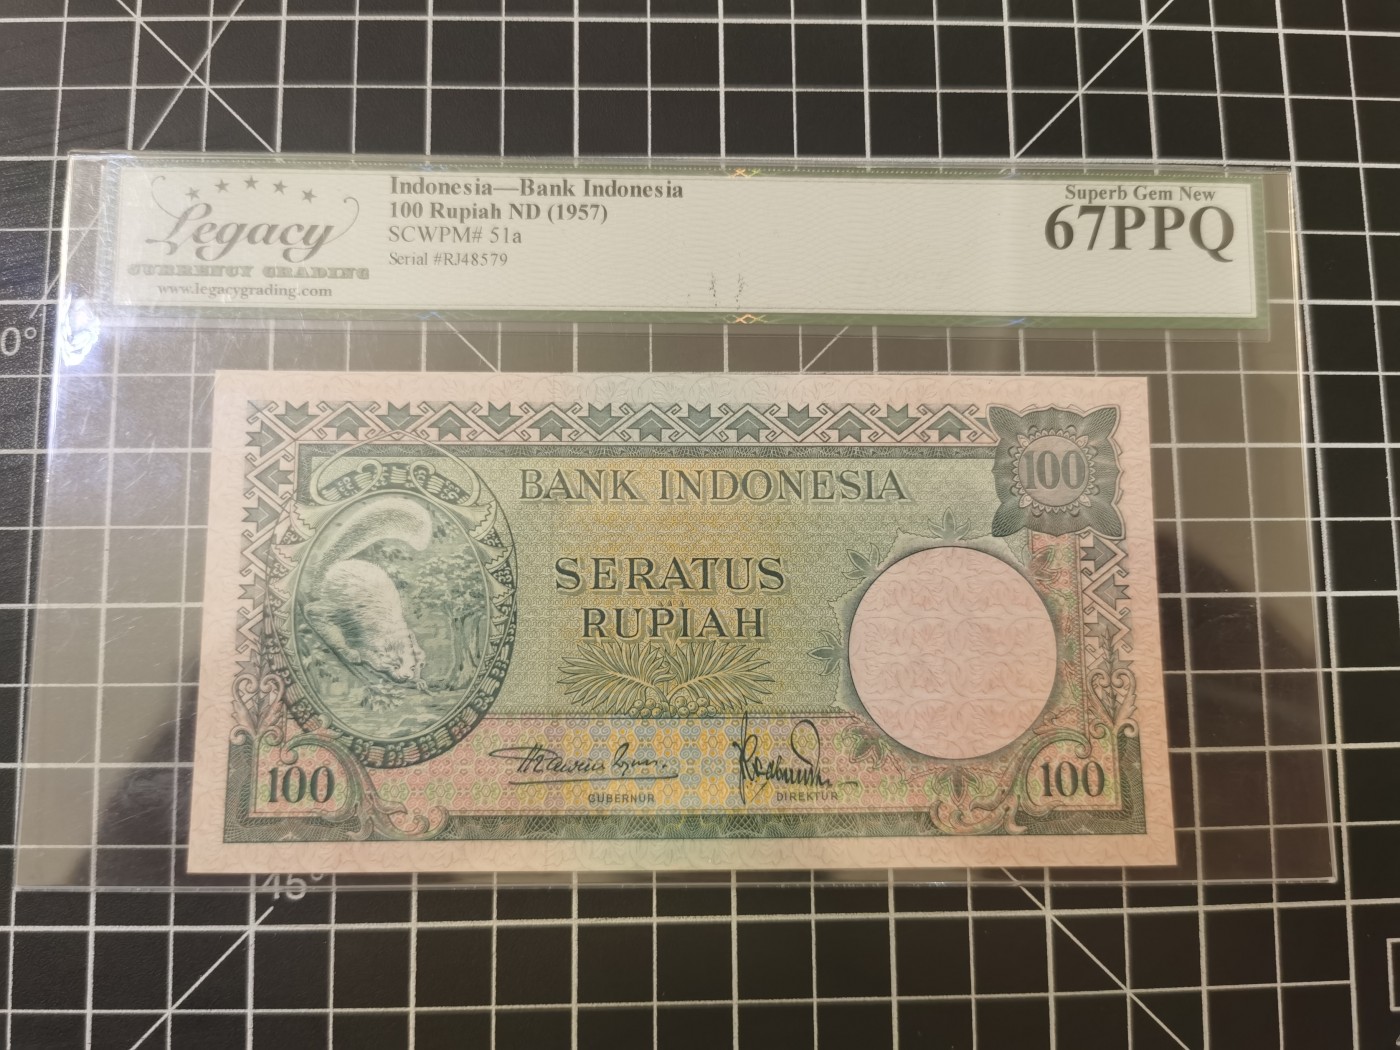 Legacy
CURRENCY GRADING
www.legacygrading.com
Indonesia—Bank Indonesia
100 Rupiah ND (1957)
SCWPM# 51a
Serial #RJ48579
Superb Gem New
67PPQ
0°
BANK INDONESIA
100
SERATUS
RUPIAH
GUBERNUR
DIREKTUR
100
100
45°